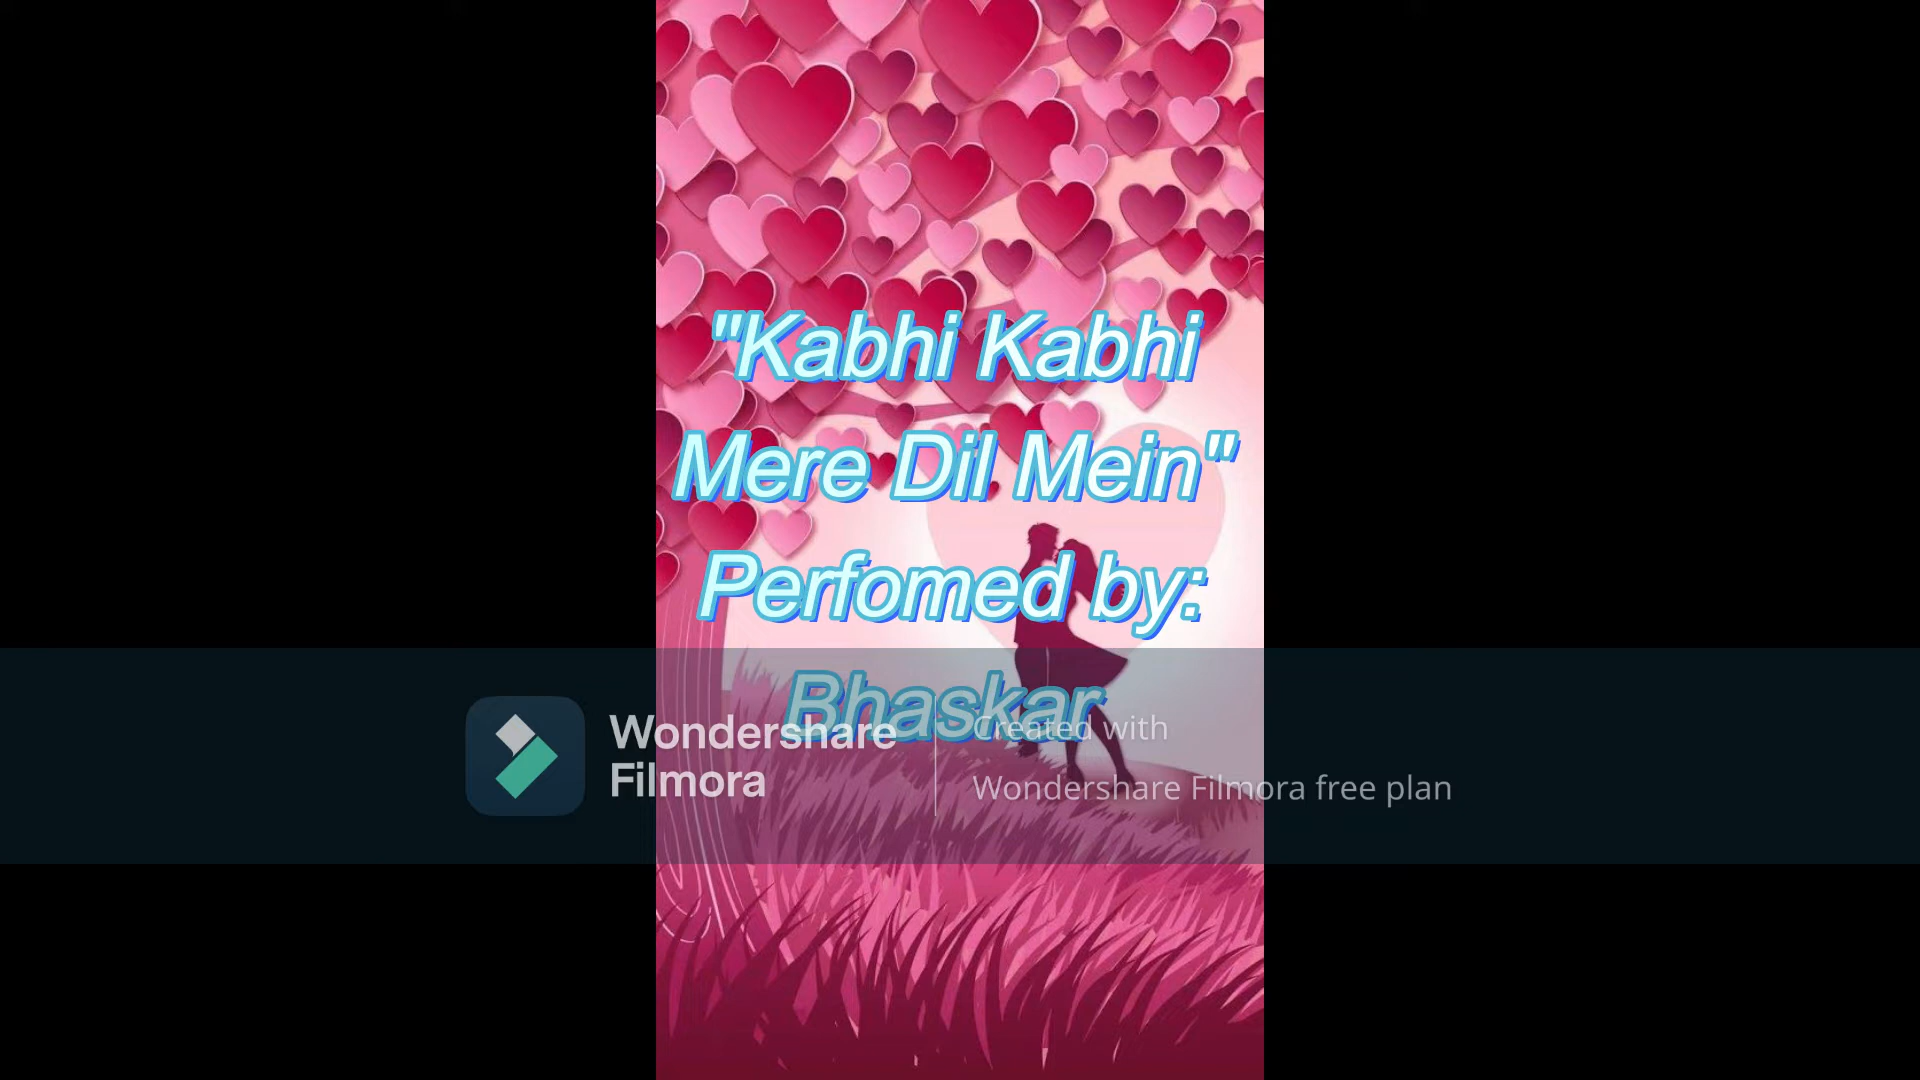 "Kabhi Kabhi
Mere Dil Mein"
Perfomed by:
Bhaskar
Wondershare
Filmora
Created with
Wondershare Filmora free plan